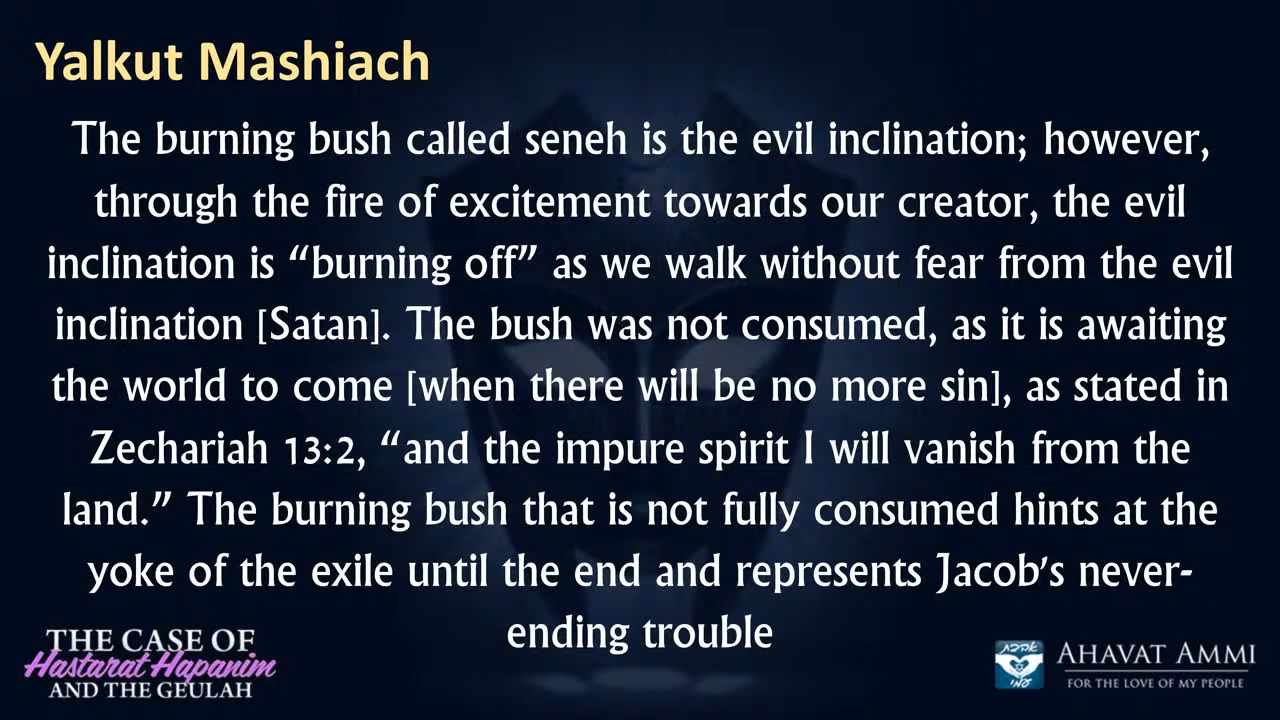 Yalkut Mashiach
The burning bush called seneh is the evil inclination; however,
through the fire of excitement towards our creator, the evil
inclination is “burning off” as we walk without fear from the evil
inclination [Satan]. The bush was not consumed, as it is awaiting
the world to come [when there will be no more sin], as stated in
Zechariah 13:2, “and the impure spirit I will vanish from the
land.” The burning bush that is not fully consumed hints at the
yoke of the exile until the end and represents Jacob’s never-
ending trouble
THE CASE OF
Hastarat Hapanim
AND THE GEULAH
אהבת
עמי
AHAVAT AMMI
FOR THE LOVE OF MY PEOPLE